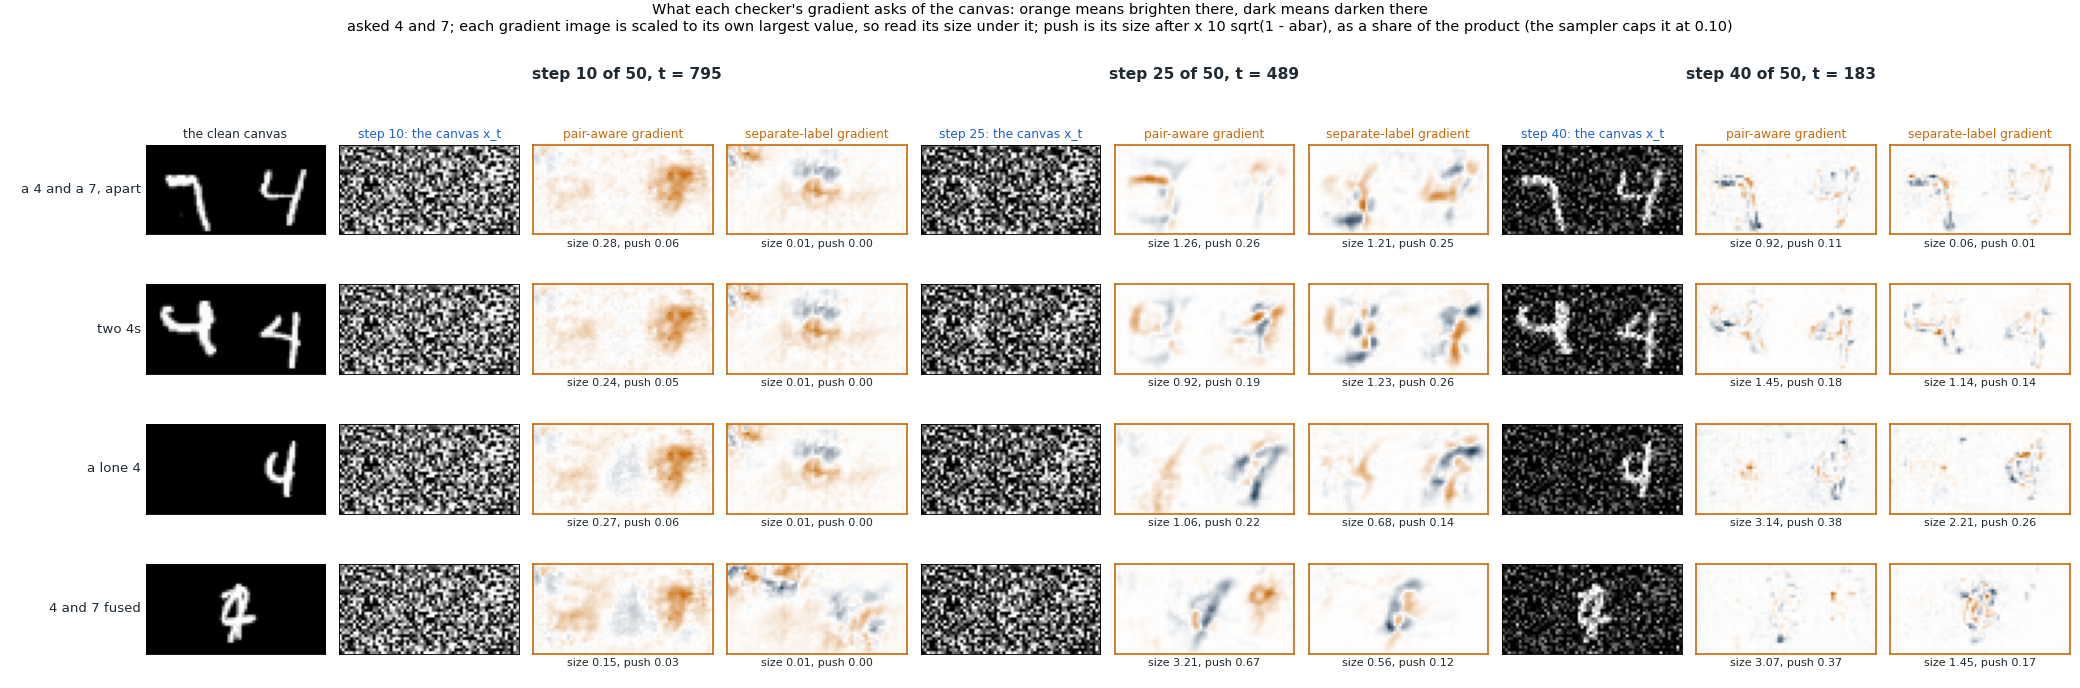 What each checker's gradient asks of the canvas: orange means brighten there, dark means darken there
asked 4 and 7; each gradient image is scaled to its own largest value, so read its size under it; push is its size after x 10 sqrt(1 - abar), as a share of the product (the sampler caps it at 0.10)
step 10 of 50, t = 795
step 25 of 50, t = 489
step 40 of 50, t = 183
the clean canvas
step 10: the canvas x_t
pair-aware gradient
separate-label gradient
step 25: the canvas x_t
pair-aware gradient
separate-label gradient
step 40: the canvas x_t
pair-aware gradient
separate-label gradient
a 4 and a 7, apart
7 4
7 4
size 0.28, push 0.06
size 0.01, push 0.00
size 1.26, push 0.26
size 1.21, push 0.25
size 0.92, push 0.11
size 0.06, push 0.01
two 4s
4 4
4 4
size 0.24, push 0.05
size 0.01, push 0.00
size 0.92, push 0.19
size 1.23, push 0.26
size 1.45, push 0.18
size 1.14, push 0.14
a lone 4
4
4
size 0.27, push 0.06
size 0.01, push 0.00
size 1.06, push 0.22
size 0.68, push 0.14
size 3.14, push 0.38
size 2.21, push 0.26
4 and 7 fused
size 0.15, push 0.03
size 0.01, push 0.00
size 3.21, push 0.67
size 0.56, push 0.12
size 3.07, push 0.37
size 1.45, push 0.17